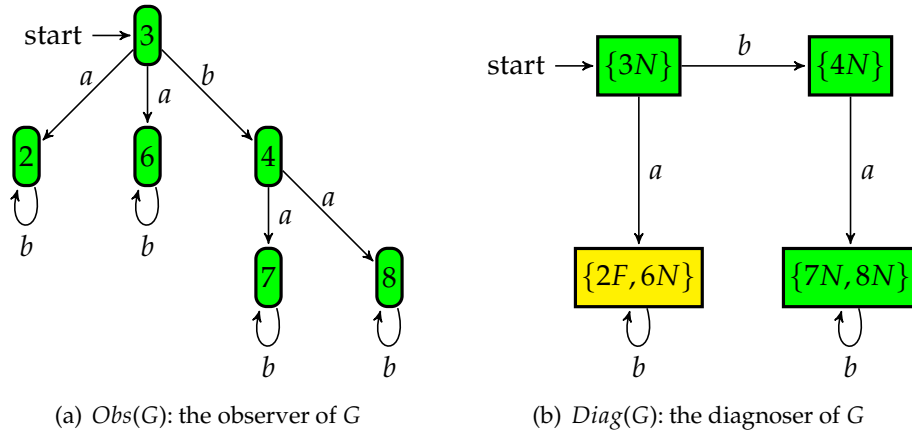 start
3
a
a
b
2
6
4
b
b
a
a
7
8
b
b
(a) Obs(G): the observer of G
start
{3N}
b
{4N}
a
a
{2F, 6N}
{7N, 8N}
b
b
(b) Diag(G): the diagnoser of G